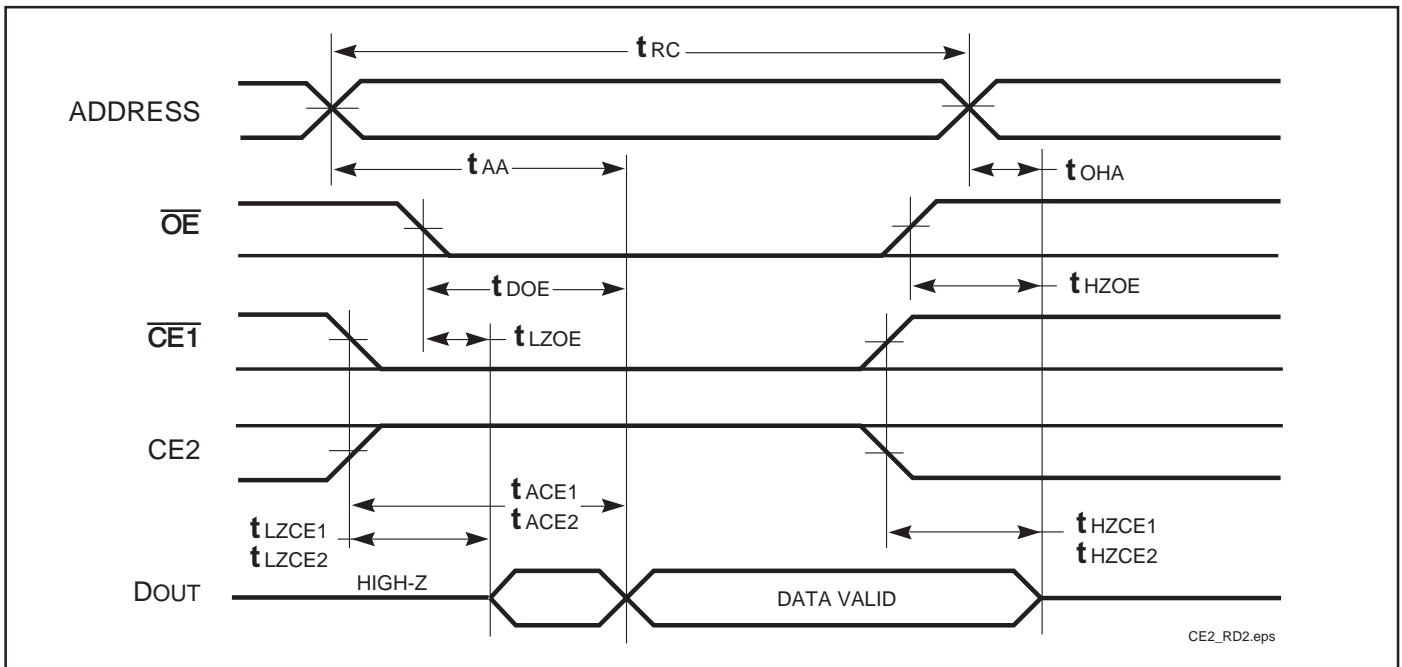 tRC
ADDRESS
tAA
tOHA
OE
tDOE
tHZOE
CE1
tLZOE
CE2
tACE1
tACE2
tLZCE1
tLZCE2
tHZCE1
tHZCE2
HIGH-Z
DOUT
DATA VALID
CE2_RD2.eps